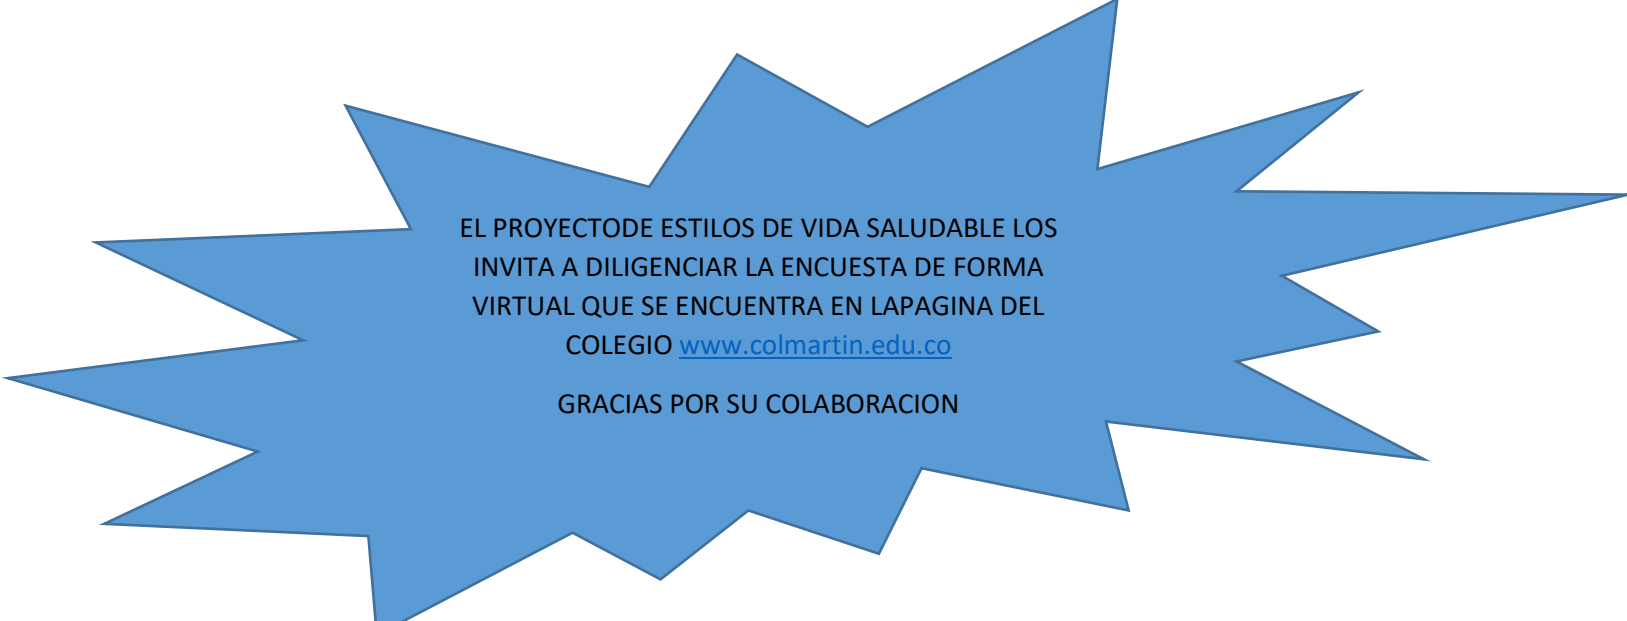 EL PROYECTODE ESTILOS DE VIDA SALUDABLE LOS
INVITA A DILIGENCIAR LA ENCUESTA DE FORMA
VIRTUAL QUE SE ENCUENTRA EN LAPAGINA DEL
COLEGIO www.colmartin.edu.co
GRACIAS POR SU COLABORACION